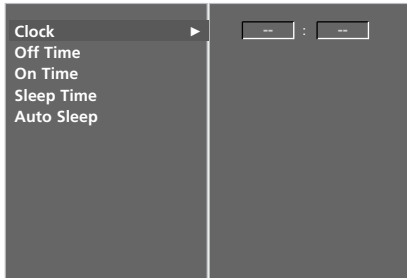 Clock ► -- : --
Off Time
On Time
Sleep Time
Auto Sleep